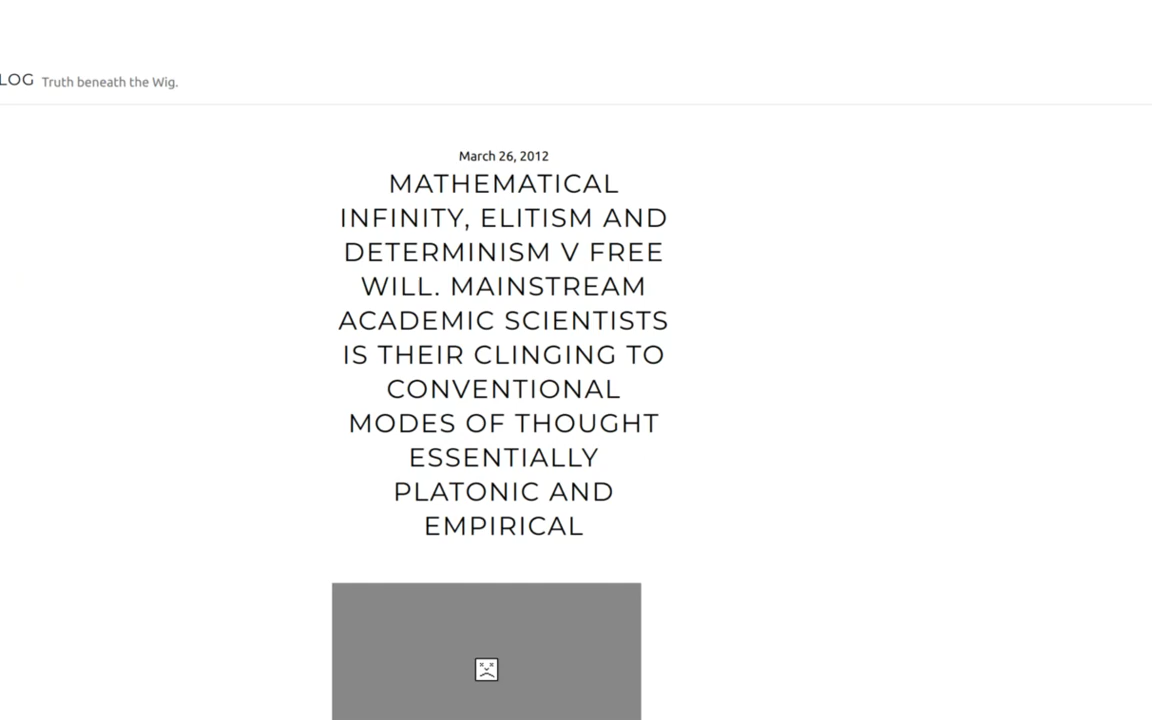 LOG Truth beneath the Wig.
March 26, 2012
MATHEMATICAL
INFINITY, ELITISM AND
DETERMINISM V FREE
WILL. MAINSTREAM
ACADEMIC SCIENTISTS
IS THEIR CLINGING TO
CONVENTIONAL
MODES OF THOUGHT
ESSENTIALLY
PLATONIC AND
EMPIRICAL